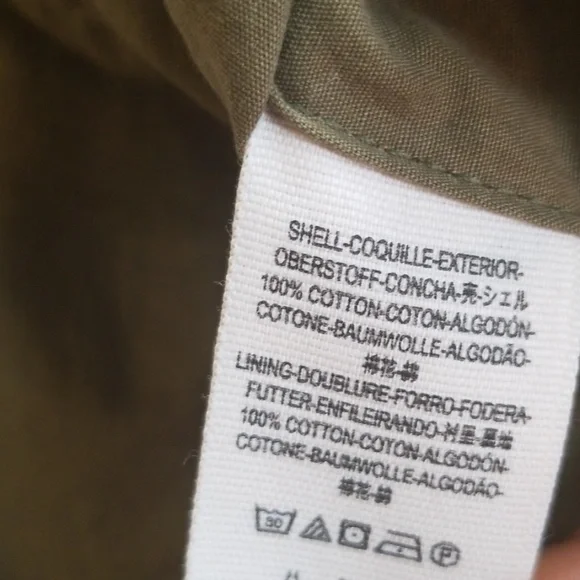 SHELL-COQUILLE-EXTERIOR-
OBERSTOFF-CONCHA-壳-シェル
100% COTTON-COTON-ALGODÓN-
COTONE-BAUMWOLLE-ALGODÃO-
棉花-綿
LINING-DOUBLURE-FORRO-FODERA-
FUTTER-ENFILEIRANDO-衬里-裏地
100% COTTON-COTON-ALGODÓN-
COTONE-BAUMWOLLE-ALGODÃO-
棉花-綿
30 P